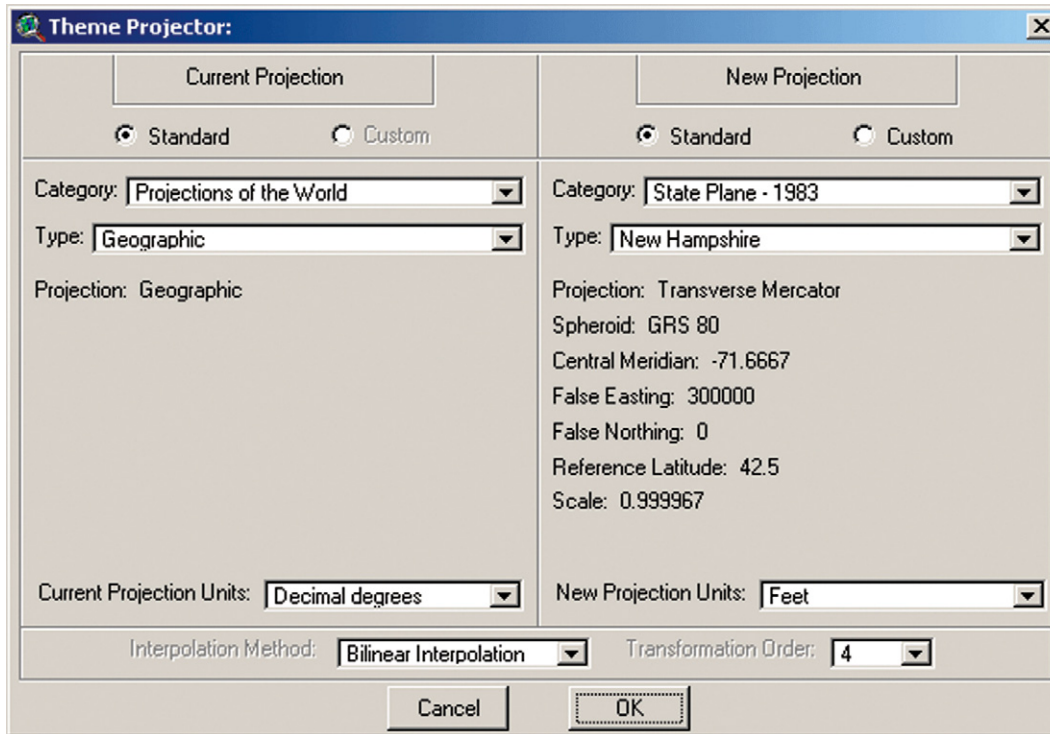 Theme Projector:
Current Projection
Standard
Custom
Category: Projections of the World
Type: Geographic
Projection: Geographic
Current Projection Units: Decimal degrees
New Projection
Standard
Custom
Category: State Plane - 1983
Type: New Hampshire
Projection: Transverse Mercator
Spheroid: GRS 80
Central Meridian: -71.6667
False Easting: 300000
False Northing: 0
Reference Latitude: 42.5
Scale: 0.999967
New Projection Units: Feet
Interpolation Method: Bilinear Interpolation
Transformation Order: 4
Cancel
OK